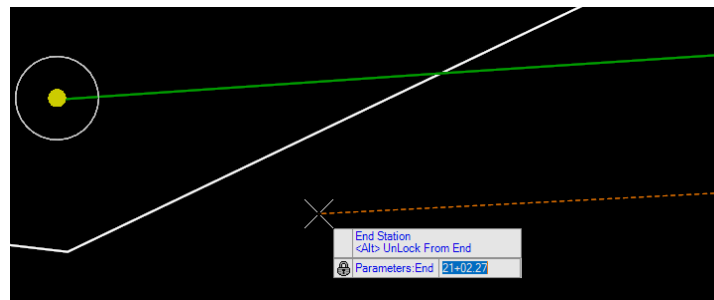 End Station
<Alt> UnLock From End
Parameters:End 21+02.27